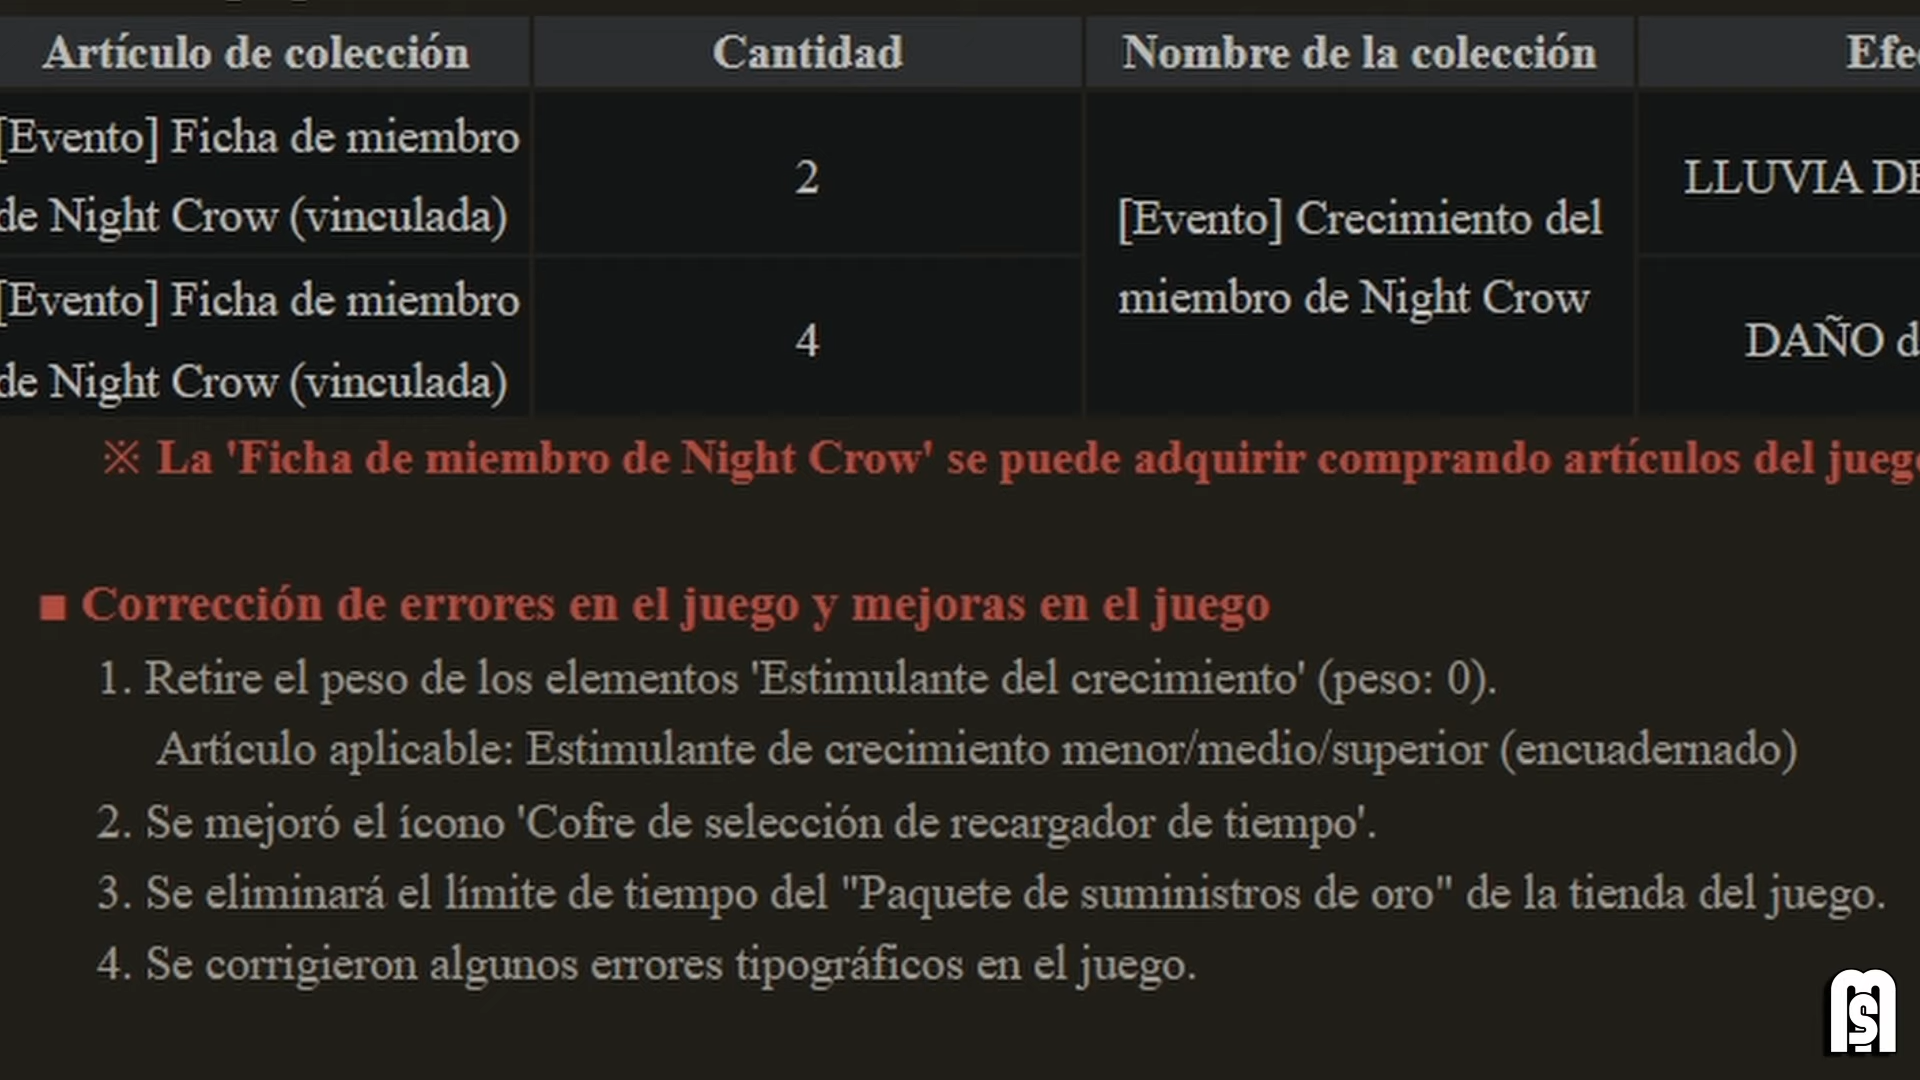 Artículo de colección Cantidad Nombre de la colección
[Evento] Ficha de miembro
de Night Crow (vinculada)
2
[Evento] Crecimiento del
miembro de Night Crow
LLUVIA
[Evento] Ficha de miembro
de Night Crow (vinculada)
4
DAÑO
※ La 'Ficha de miembro de Night Crow' se puede adquirir comprando artículos del
■ Corrección de errores en el juego y mejoras en el juego
1. Retire el peso de los elementos 'Estimulante del crecimiento' (peso: 0).
Artículo aplicable: Estimulante de crecimiento menor/medio/superior (encuadernado)
2. Se mejoró el ícono 'Cofre de selección de recargador de tiempo'.
3. Se eliminará el límite de tiempo del "Paquete de suministros de oro" de la tienda del juego.
4. Se corrigieron algunos errores tipográficos en el juego.